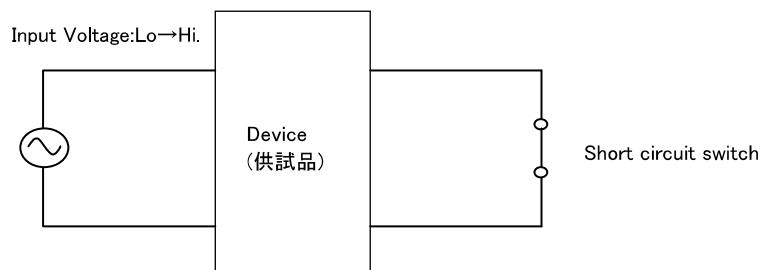 Input Voltage:Lo→Hi.
Device
(供試品)
Short circuit switch